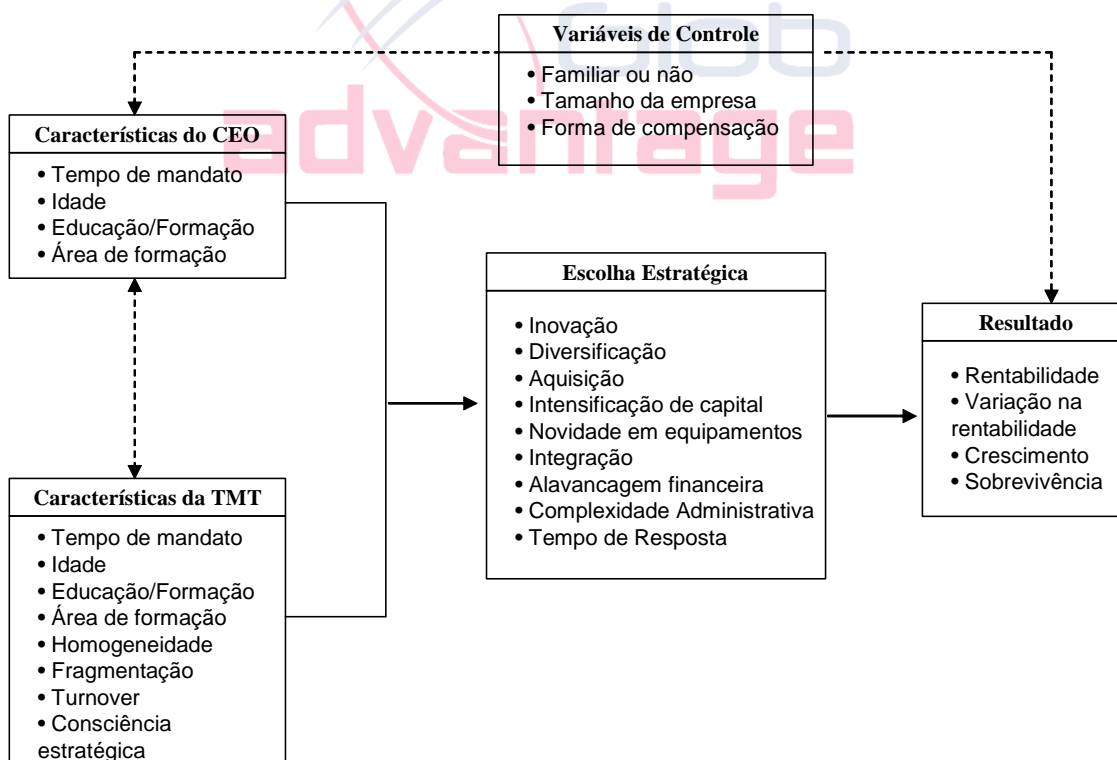 glob
advantage
Variáveis de Controle
• Familiar ou não
• Tamanho da empresa
• Forma de compensação
Características do CEO
• Tempo de mandato
• Idade
• Educação/Formação
• Área de formação
Escolha Estratégica
• Inovação
• Diversificação
• Aquisição
• Intensificação de capital
• Novidade em equipamentos
• Integração
• Alavancagem financeira
• Complexidade Administrativa
• Tempo de Resposta
Resultado
• Rentabilidade
• Variação na
rentabilidade
• Crescimento
• Sobrevivência
Características da TMT
• Tempo de mandato
• Idade
• Educação/Formação
• Área de formação
• Homogeneidade
• Fragmentação
• Turnover
• Consciência
estratégica